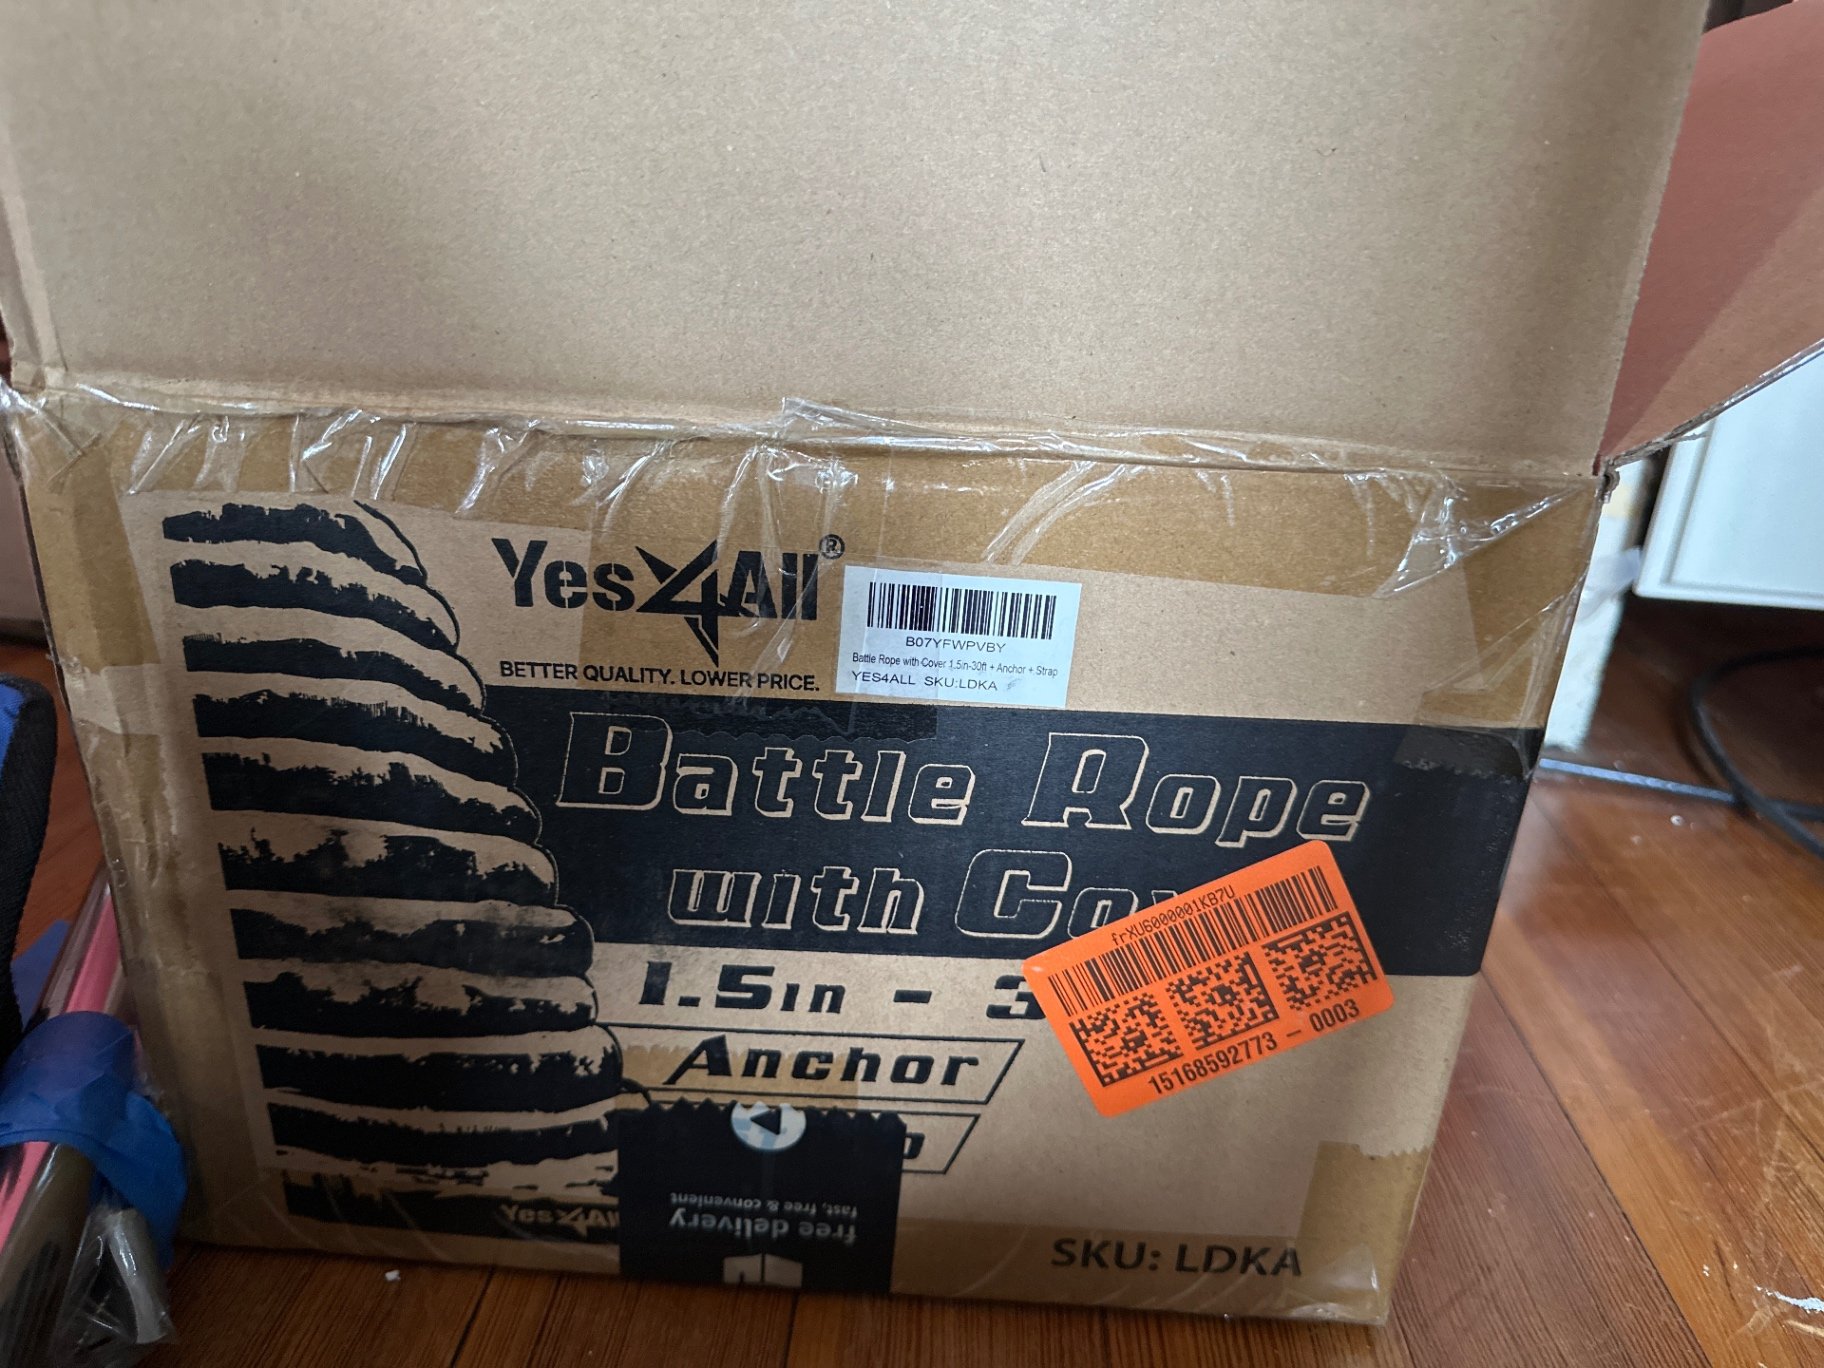 Yes4All®
BETTER QUALITY. LOWER PRICE.
B07YFWPVBY
Battle Rope with Cover 1.5in-30ft + Anchor + Strap
YES4ALL SKU:LDKA
Battle Rope
with
1.5in - 3
frXU6000001KB7U
15168592773 - 0003
Anchor
free delivery
fast, free & convenient
Yes4All
SKU: LDKA